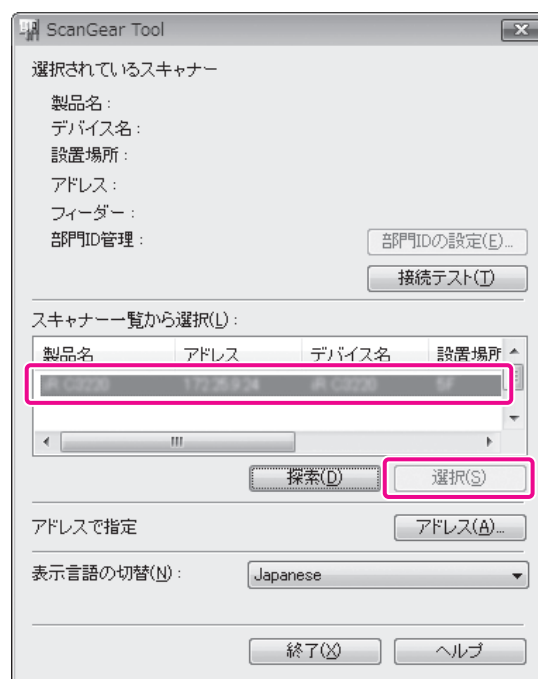 ScanGear Tool
選択されているスキャナー
製品名：
デバイス名：
設置場所：
アドレス：
フィーダー：
部門ID管理：
部門IDの設定(E)...
接続テスト(T)
スキャナー一覧から選択(L)：
製品名 アドレス デバイス名 設置場所
探索(D) 選択(S)
アドレスで指定 アドレス(A)...
表示言語の切替(N)： Japanese
終了(X) ヘルプ